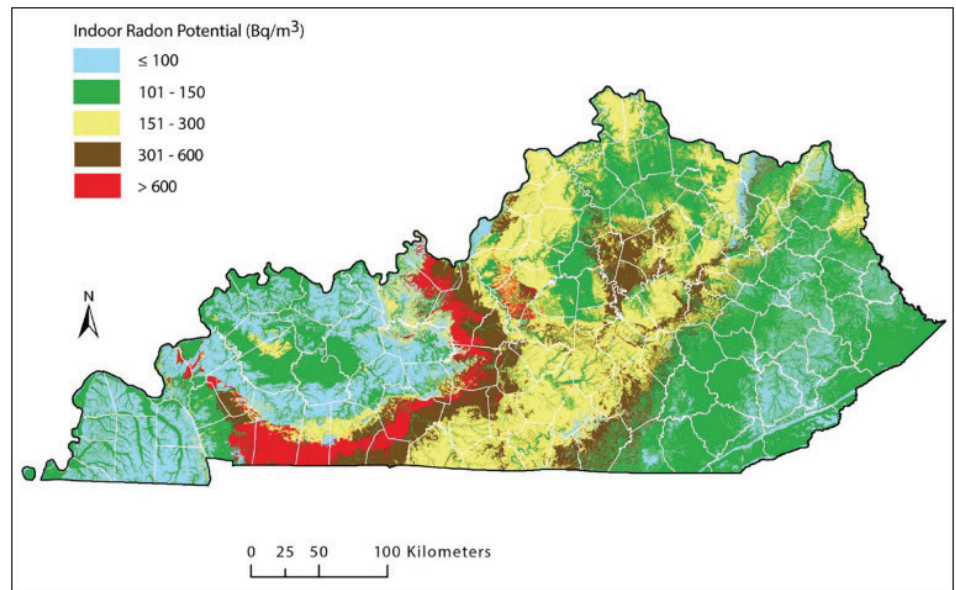 Indoor Radon Potential (Bq/m³)
≤ 100
101 - 150
151 - 300
301 - 600
> 600
N
0 25 50 100 Kilometers